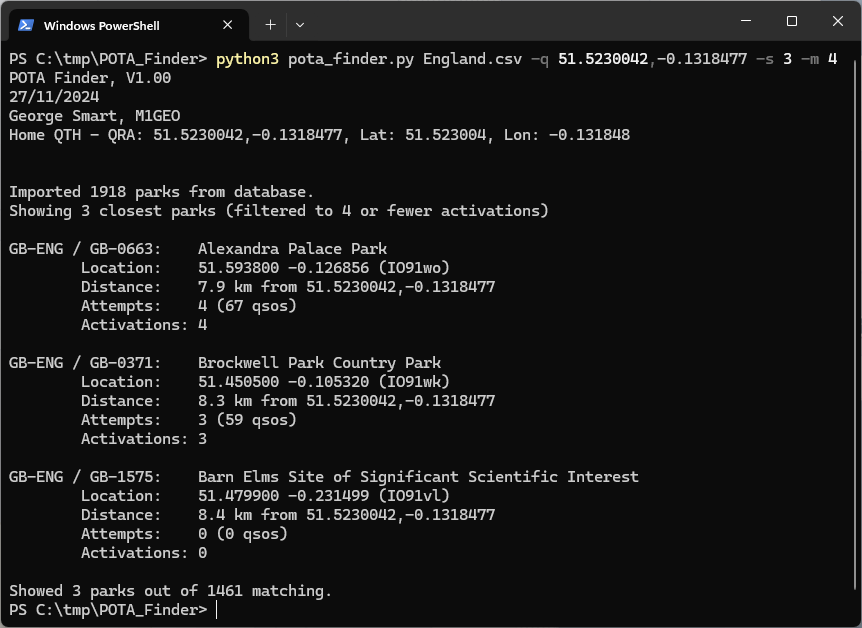 Windows PowerShell
PS C:\tmp\POTA_Finder> python3 pota_finder.py England.csv -q 51.5230042,-0.1318477 -s 3 -m 4
POTA Finder, V1.00
27/11/2024
George Smart, M1GEO
Home QTH - QRA: 51.5230042,-0.1318477, Lat: 51.523004, Lon: -0.131848
Imported 1918 parks from database.
Showing 3 closest parks (filtered to 4 or fewer activations)
GB-ENG / GB-0663: Alexandra Palace Park
Location: 51.593800 -0.126856 (IO91wo)
Distance: 7.9 km from 51.5230042,-0.1318477
Attempts: 4 (67 qsos)
Activations: 4
GB-ENG / GB-0371: Brockwell Park Country Park
Location: 51.450500 -0.105320 (IO91wk)
Distance: 8.3 km from 51.5230042,-0.1318477
Attempts: 3 (59 qsos)
Activations: 3
GB-ENG / GB-1575: Barn Elms Site of Significant Scientific Interest
Location: 51.479900 -0.231499 (IO91vl)
Distance: 8.4 km from 51.5230042,-0.1318477
Attempts: 0 (0 qsos)
Activations: 0
Showed 3 parks out of 1461 matching.
PS C:\tmp\POTA_Finder>